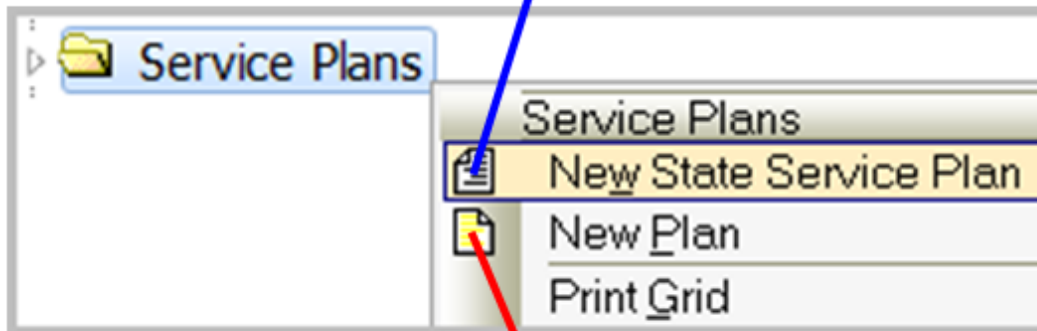 Service Plans
Service Plans
New State Service Plan
New Plan
Print Grid